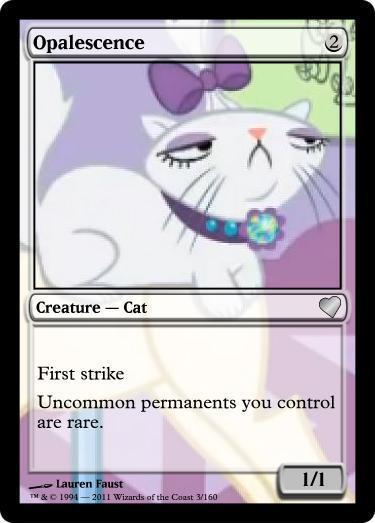 Opalescence 2
Creature — Cat
First strike
Uncommon permanents you control
are rare.
1/1
Lauren Faust
™ & © 1994 — 2011 Wizards of the Coast 3/160